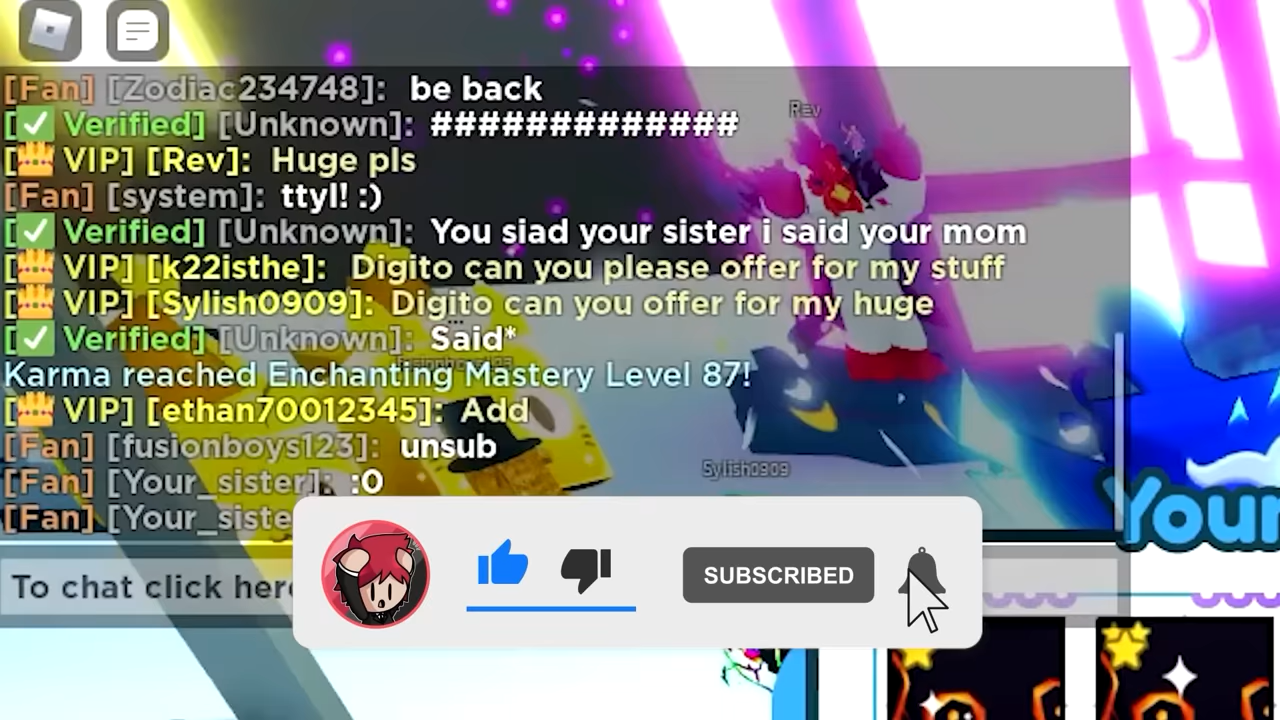 Rev
[Fan] [Zodiac234748]: be back
[✅ Verified] [Unknown]: #############
[👑 VIP] [Rev]: Huge pls
[Fan] [system]: ttyl! :)
[✅ Verified] [Unknown]: You siad your sister i said your mom
[👑 VIP] [k22isthe]: Digito can you please offer for my stuff
[👑 VIP] [Sylish0909]: Digito can you offer for my huge
[✅ Verified] [Unknown]: Said*
Karma reached Enchanting Mastery Level 87!
[👑 VIP] [ethan70012345]: Add
[Fan] [fusionboys123]: unsub
Sylish0909
[Fan] [Your_sister]: :0
[Fan] [Your_siste
Your
To chat click here
SUBSCRIBED